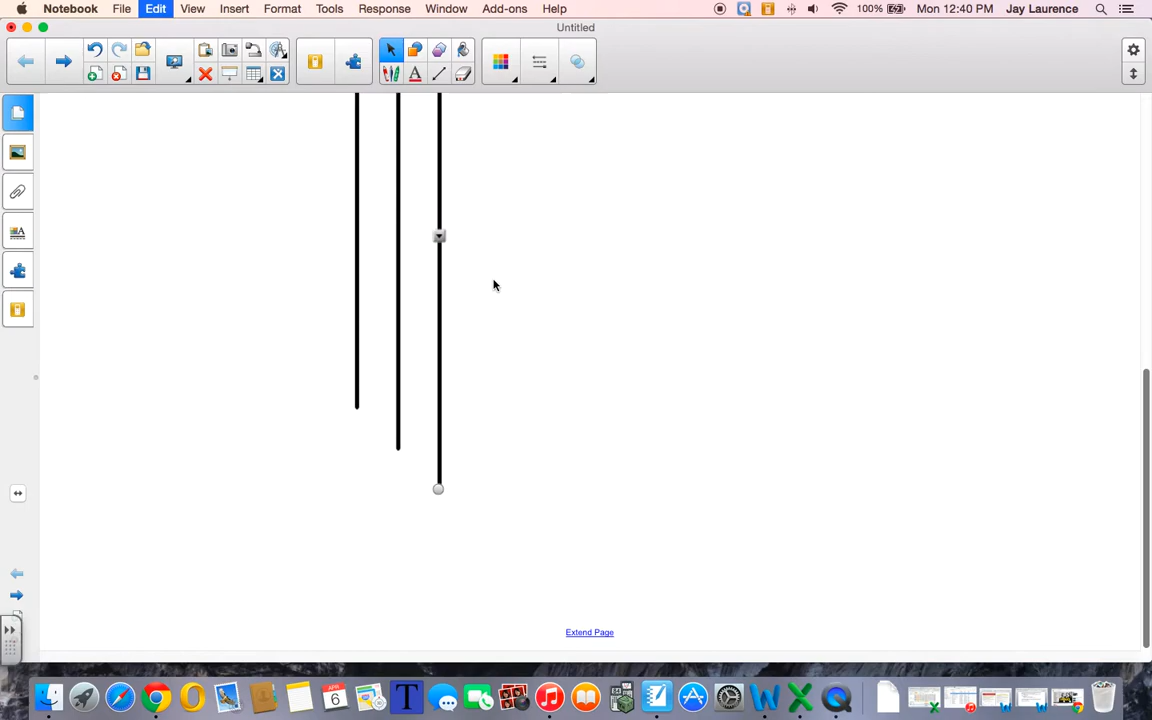 Notebook File Edit View Insert Format Tools Response Window Add-ons Help 100% Mon 12:40 PM Jay Laurence
Untitled
Extend Page